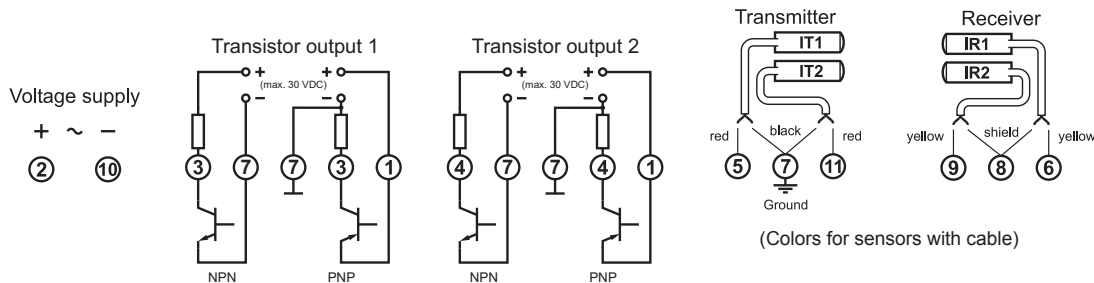 Voltage supply
+ ~ −
2 10
Transistor output 1
+ +
(max. 30 VDC)
− −
3 7 7 3 1
NPN PNP
Transistor output 2
+ +
(max. 30 VDC)
− −
4 7 7 4 1
NPN PNP
Transmitter
IT1
IT2
red black red
5 7 11
Ground
Receiver
IR1
IR2
yellow shield yellow
9 8 6
(Colors for sensors with cable)